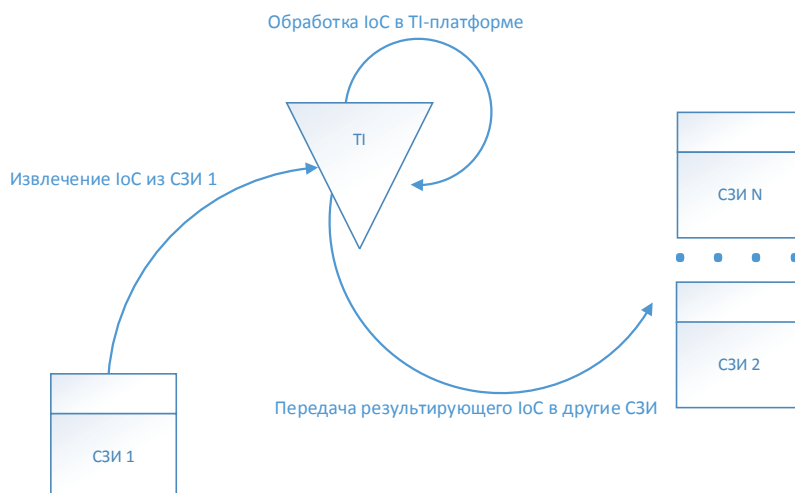 Обработка IoC в TI-платформе
TI
Извлечение IoC из СЗИ 1
СЗИ N
СЗИ 2
Передача результирующего IoC в другие СЗИ
СЗИ 1